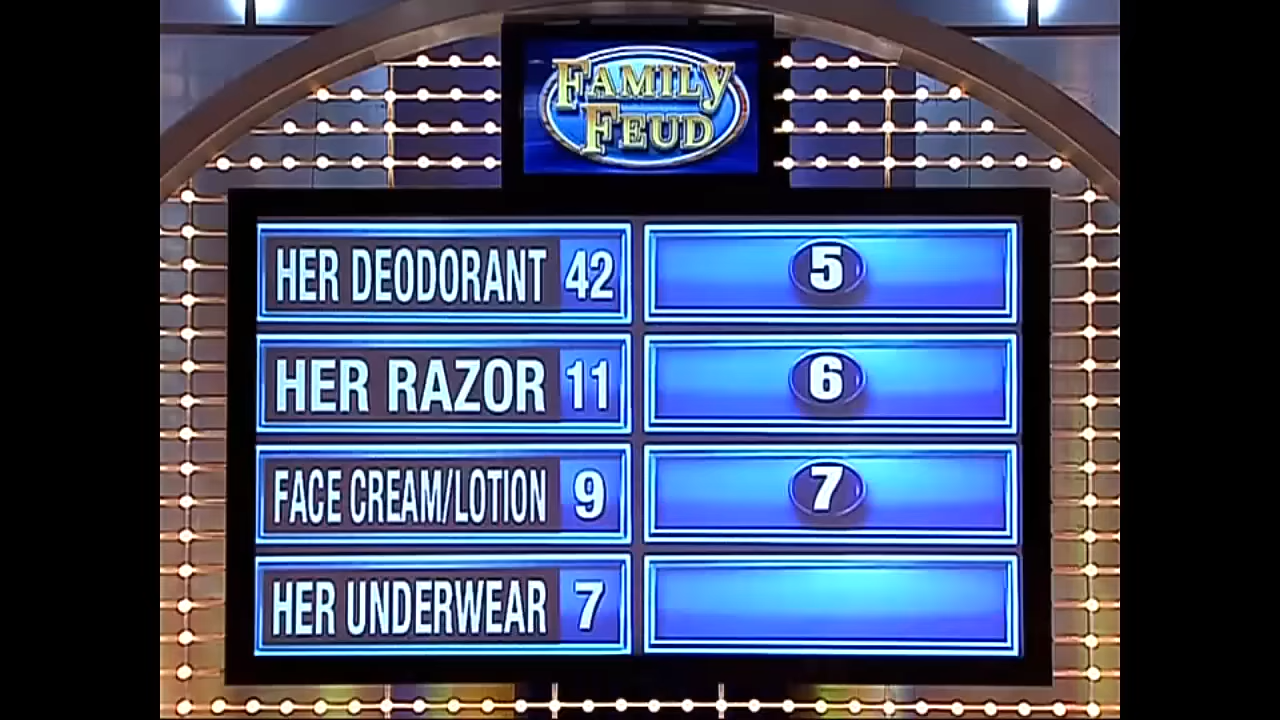 FAMILY
FEUD
HER DEODORANT 42
HER RAZOR 11
FACE CREAM/LOTION 9
HER UNDERWEAR 7
5
6
7